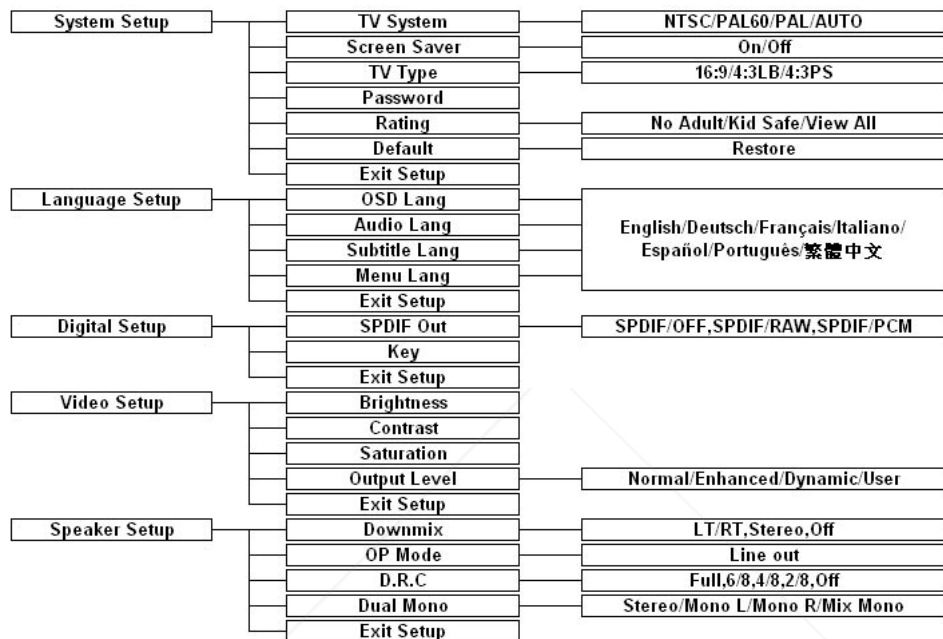 System Setup
TV System
NTSC/PAL60/PAL/AUTO
Screen Saver
On/Off
TV Type
16:9/4:3LB/4:3PS
Password
Rating
No Adult/Kid Safe/View All
Default
Restore
Exit Setup
Language Setup
OSD Lang
Audio Lang
Subtitle Lang
Menu Lang
English/Deutsch/Français/Italiano/
Español/Português/繁體中文
Exit Setup
Digital Setup
SPDIF Out
SPDIF/OFF,SPDIF/RAW,SPDIF/PCM
Key
Exit Setup
Video Setup
Brightness
Contrast
Saturation
Output Level
Normal/Enhanced/Dynamic/User
Exit Setup
Speaker Setup
Downmix
LT/RT,Stereo,Off
OP Mode
Line out
D.R.C
Full,6/8,4/8,2/8,Off
Dual Mono
Stereo/Mono L/Mono R/Mix Mono
Exit Setup